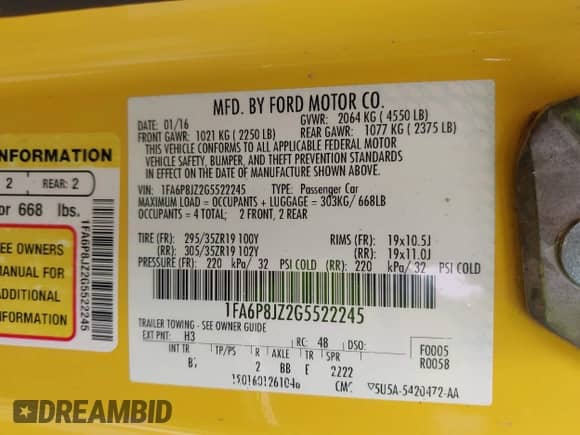 MFD. BY FORD MOTOR CO.
DATE: 01/16 GVWR: 2064 KG ( 4550 LB)
FRONT GAWR: 1021 KG ( 2250 LB) REAR GAWR: 1077 KG ( 2375 LB)
THIS VEHICLE CONFORMS TO ALL APPLICABLE FEDERAL MOTOR
VEHICLE SAFETY, BUMPER, AND THEFT PREVENTION STANDARDS
IN EFFECT ON THE DATE OF MANUFACTURE SHOWN ABOVE.
VIN: 1FA6P8JZ2G5522245 TYPE: Passenger Car
MAXIMUM LOAD = OCCUPANTS + LUGGAGE = 303KG/ 668LB
OCCUPANTS = 4 TOTAL; 2 FRONT, 2 REAR
TIRE (FR): 295/35ZR19 100Y RIMS (FR): 19x10.5J
(RR): 305/35ZR19 102Y (RR): 19x11.0J
PRESSURE (FR): 220 kPa/ 32 PSI COLD (RR): 220 kPa/ 32 PSI COLD
1FA6P8JZ2G5522245
TRAILER TOWING - SEE OWNER GUIDE
EXT PNT: H3 RC: 4B DSO: F0005
INT TR TP/PS R AXLE TR SPR R0058
2 BB 2222
5U5A-5420472-AA
INFORMATION
2 REAR: 2
or 668 lbs.
SEE OWNERS
MANUAL FOR
ADDITIONAL
INFORMATION
1FA6P8JZ2G5522245
DREAMBID